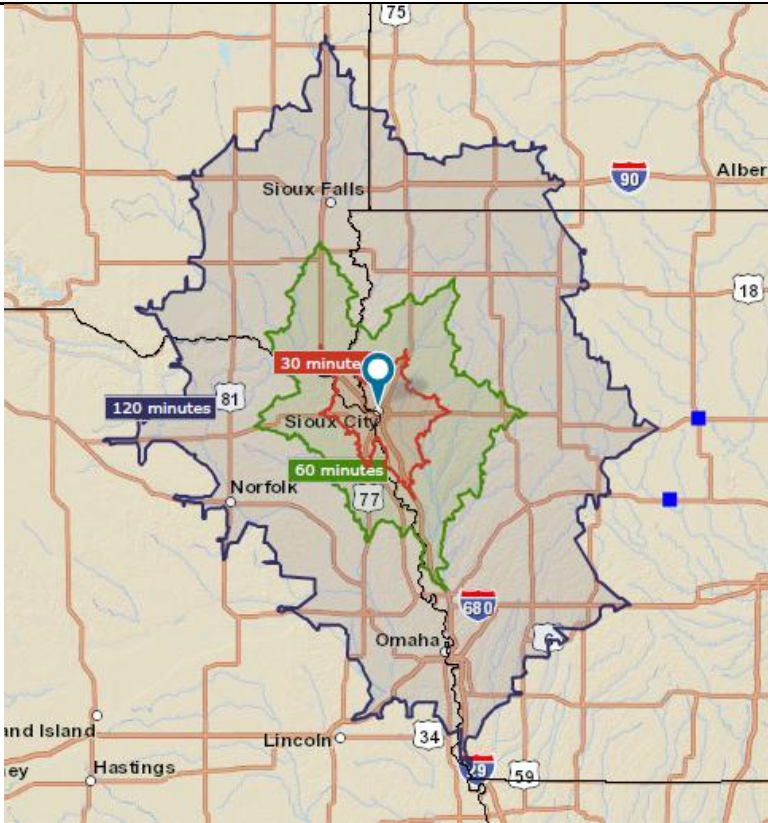 75
Sioux Falls
90
Alber
18
30 minute
120 minutes
81
Sioux City
60 minutes
Norfolk
77
680
Omaha
6
and Island
Lincoln
34
29
59
ey
Hastings